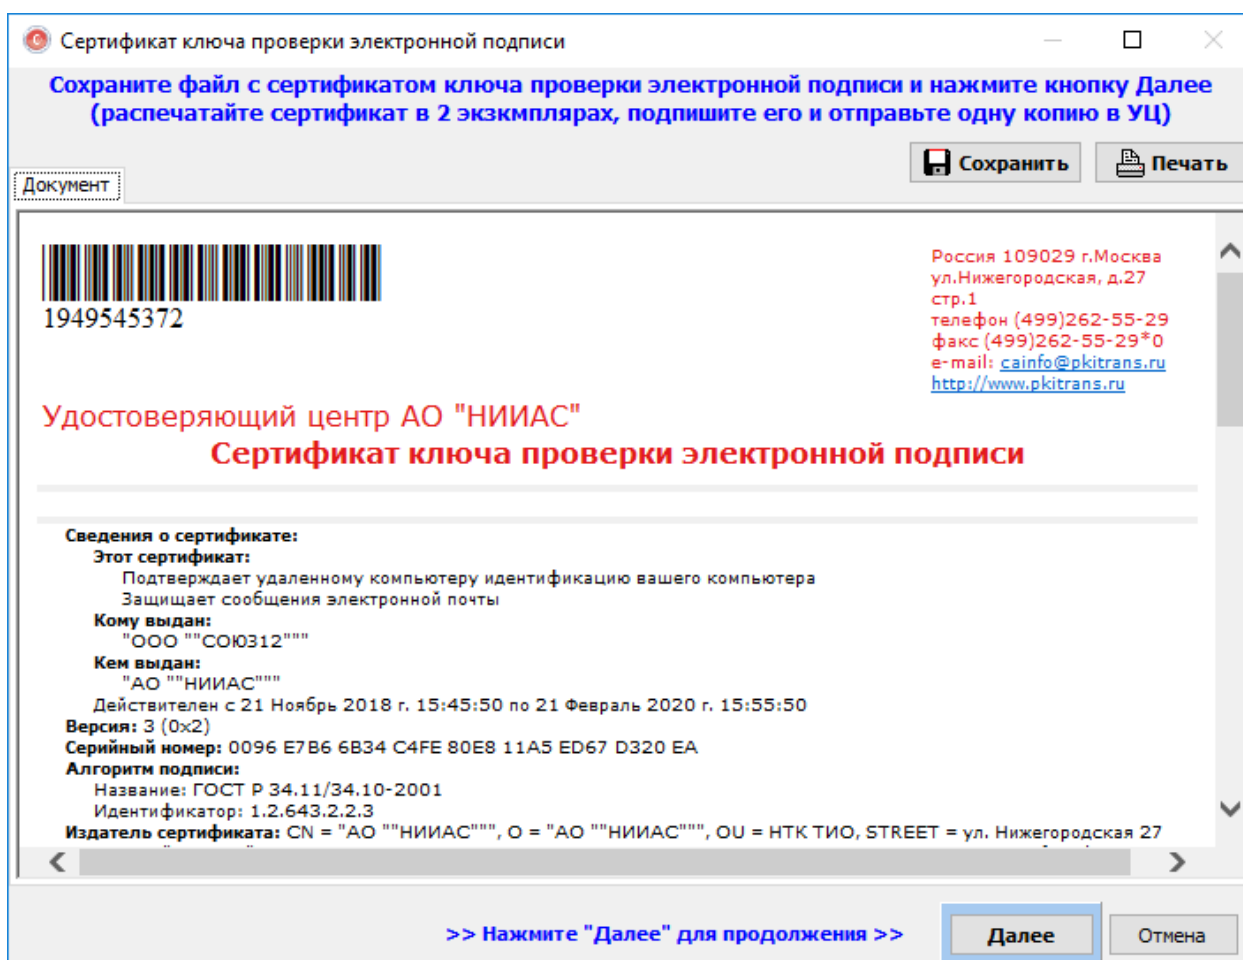 Сертификат ключа проверки электронной подписи
Сохраните файл с сертификатом ключа проверки электронной подписи и нажмите кнопку Далее
(распечатайте сертификат в 2 экзкмплярах, подпишите его и отправьте одну копию в УЦ)
Сохранить
Печать
Документ
1949545372
Россия 109029 г.Москва
ул.Нижегородская, д.27
стр.1
телефон (499)262-55-29
факс (499)262-55-29*0
e-mail: cainfo@pkitrans.ru
http://www.pkitrans.ru
Удостоверяющий центр АО "НИИАС"
Сертификат ключа проверки электронной подписи
Сведения о сертификате:
Этот сертификат:
Подтверждает удаленному компьютеру идентификацию вашего компьютера
Защищает сообщения электронной почты
Кому выдан:
"ООО ""СОЮ312"""
Кем выдан:
"АО ""НИИАС"""
Действителен с 21 Ноябрь 2018 г. 15:45:50 по 21 Февраль 2020 г. 15:55:50
Версия: 3 (0x2)
Серийный номер: 0096 E7B6 6B34 C4FE 80E8 11A5 ED67 D320 EA
Алгоритм подписи:
Название: ГОСТ Р 34.11/34.10-2001
Идентификатор: 1.2.643.2.2.3
Издатель сертификата: CN = "АО ""НИИАС""", O = "АО ""НИИАС""", OU = НТК ТИО, STREET = ул. Нижегородская 27
>> Нажмите "Далее" для продолжения >>
Далее
Отмена